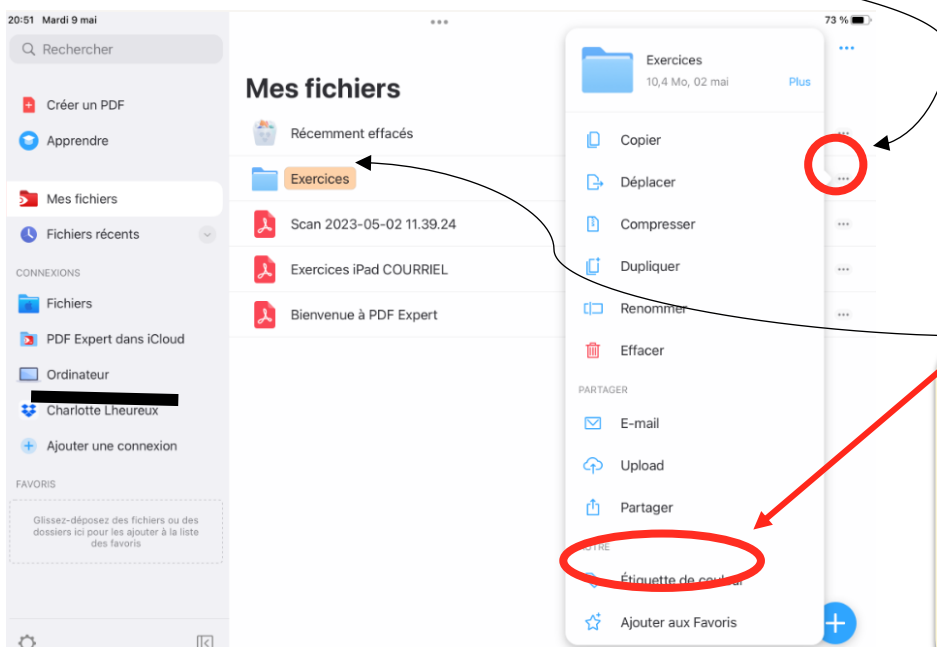 20:51 Mardi 9 mai
73 %
Rechercher
Créer un PDF
Apprendre
Mes fichiers
Fichiers récents
CONNEXIONS
Fichiers
PDF Expert dans iCloud
Ordinateur
Charlotte Lheureux
Ajouter une connexion
FAVORIS
Glissez-déposez des fichiers ou des
dossiers ici pour les ajouter à la liste
des favoris
Mes fichiers
Récemment effacés
Exercices
Scan 2023-05-02 11.39.24
Exercices iPad COURRIEL
Bienvenue à PDF Expert
Exercices
10,4 Mo, 02 mai
Plus
Copier
Déplacer
Compresser
Dupliquer
Renommer
Effacer
PARTAGER
E-mail
Upload
Partager
AUTRE
Étiquette de couleur
Ajouter aux Favoris